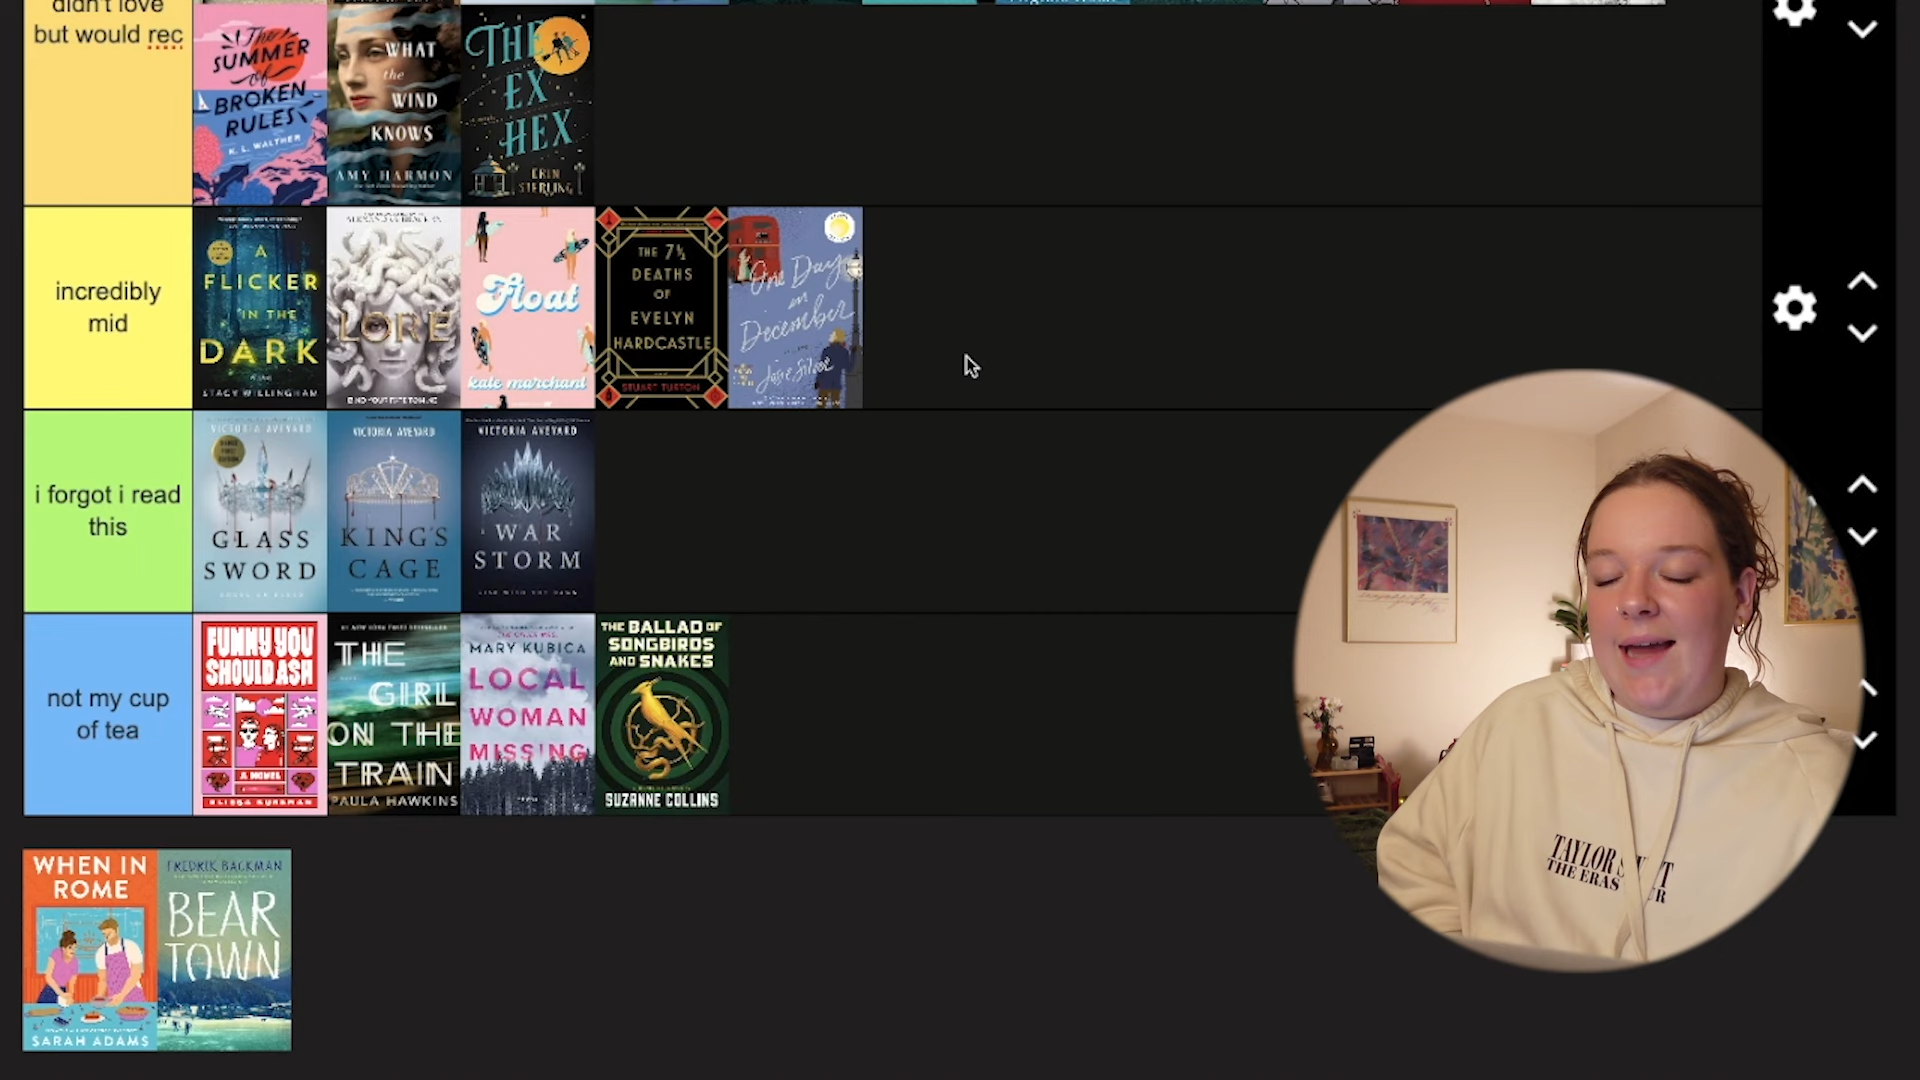 didn't love
but would rec
The
SUMMER
of
BROKEN
RULES
K. L. WALTHER
WHAT
the
WIND
KNOWS
AMY HARMON
THE
EX
HEX
ERIN
STERLING
incredibly
mid
A
FLICKER
IN THE
DARK
STACY WILLINGHAM
LORE
Float
kate marchant
THE 7½
DEATHS
OF
EVELYN
HARDCASTLE
STUART TURTON
One Day
in
December
Josie Silver
i forgot i read
this
VICTORIA AVEYARD
GLASS
SWORD
VICTORIA AVEYARD
KING'S
CAGE
VICTORIA AVEYARD
WAR
STORM
not my cup
of tea
FUNNY YOU
SHOULD ASK
A NOVEL
ELISSA SUSSMAN
THE
GIRL
ON THE
TRAIN
PAULA HAWKINS
MARY KUBICA
LOCAL
WOMAN
MISSING
THE BALLAD OF
SONGBIRDS
AND SNAKES
SUZANNE COLLINS
WHEN IN
ROME
SARAH ADAMS
FREDRIK BACKMAN
BEAR
TOWN
TAYLOR
THE ERAS